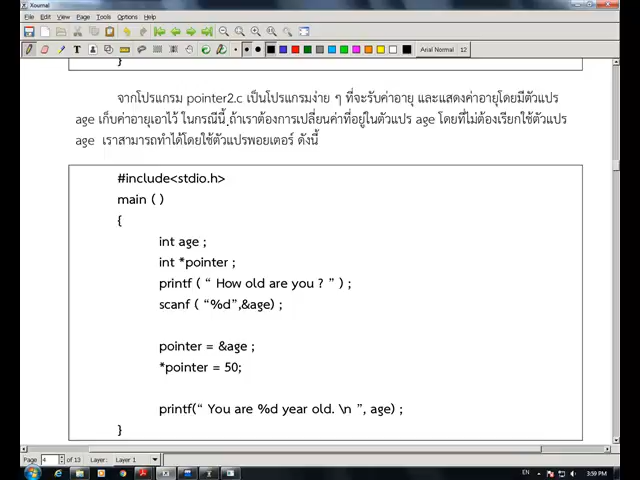 Xournal
File Edit View Page Tools Options Help
Arial Normal 12
}
จากโปรแกรม pointer2.c เป็นโปรแกรมง่าย ๆ ที่จะรับค่าอายุ และแสดงค่าอายุโดยมีตัวแปร
age เก็บค่าอายุเอาไว้ ในกรณีนี้ ถ้าเราต้องการเปลี่ยนค่าที่อยู่ในตัวแปร age โดยที่ไม่ต้องเรียกใช้ตัวแปร
age เราสามารถทำได้โดยใช้ตัวแปรพอยเตอร์ ดังนี้
#include<stdio.h>
main ( )
{
int age ;
int *pointer ;
printf ( “ How old are you ? ” ) ;
scanf ( “%d”,&age) ;
pointer = &age ;
*pointer = 50;
printf(“ You are %d year old. \n ”, age) ;
}
Page 4 of 13 Layer: Layer 1
EN 3:59 PM